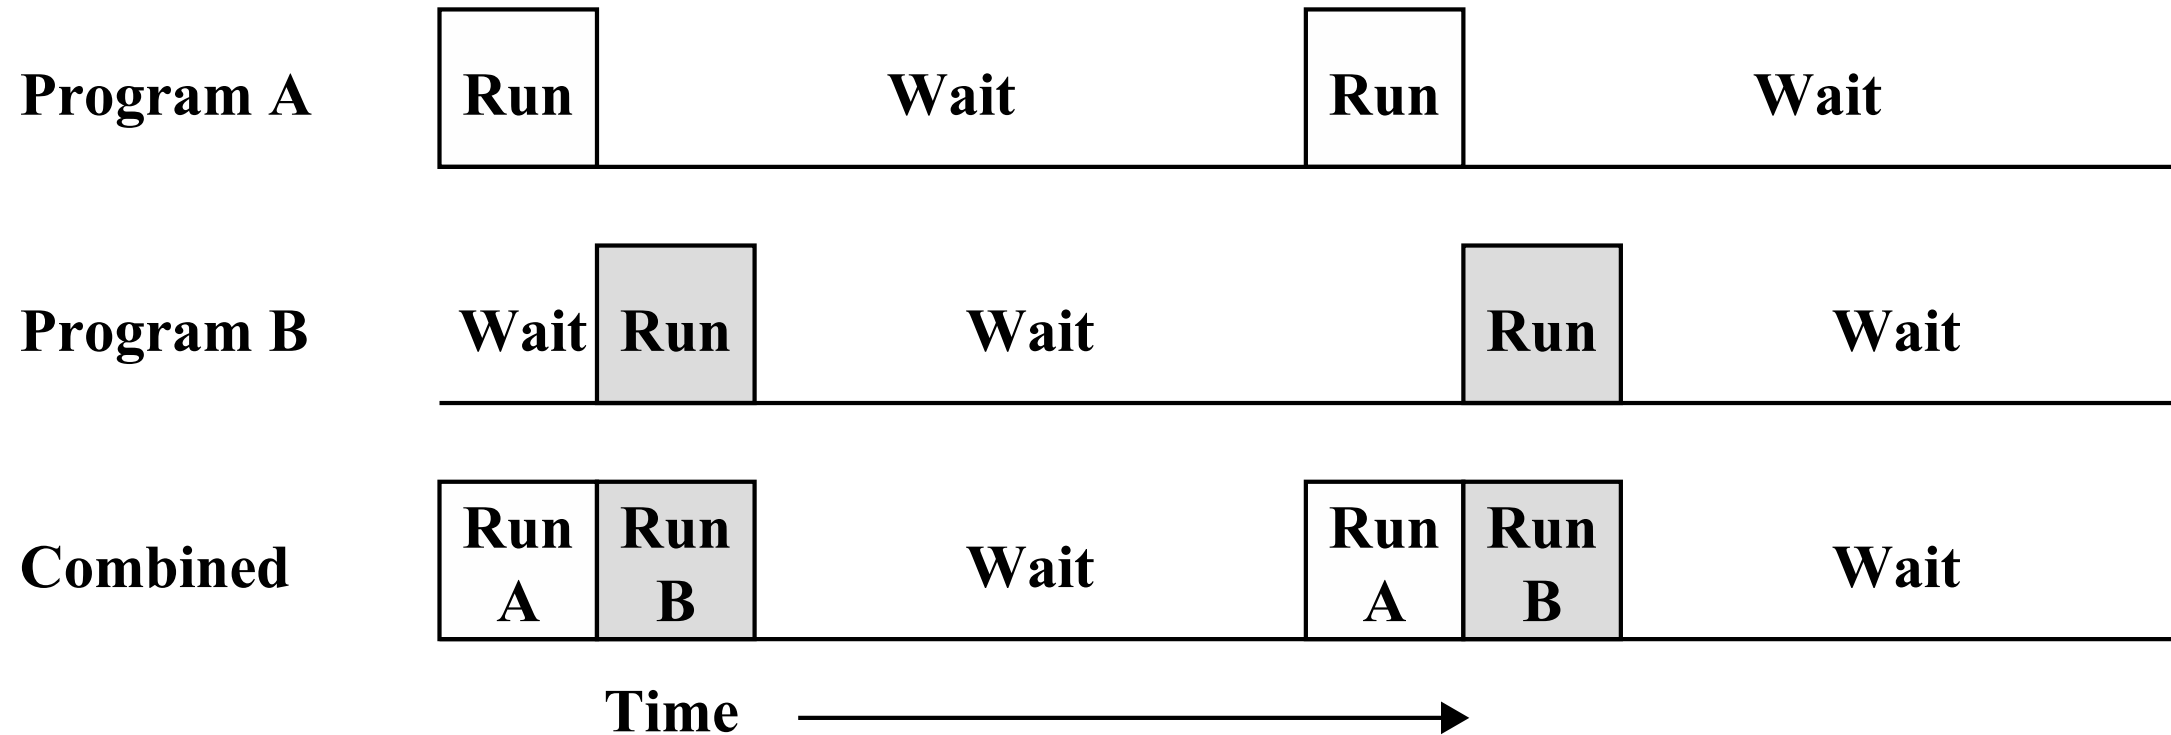 Program A Run Wait Run Wait
Program B Wait Run Wait Run Wait
Combined Run A Run B Wait Run A Run B Wait
Time